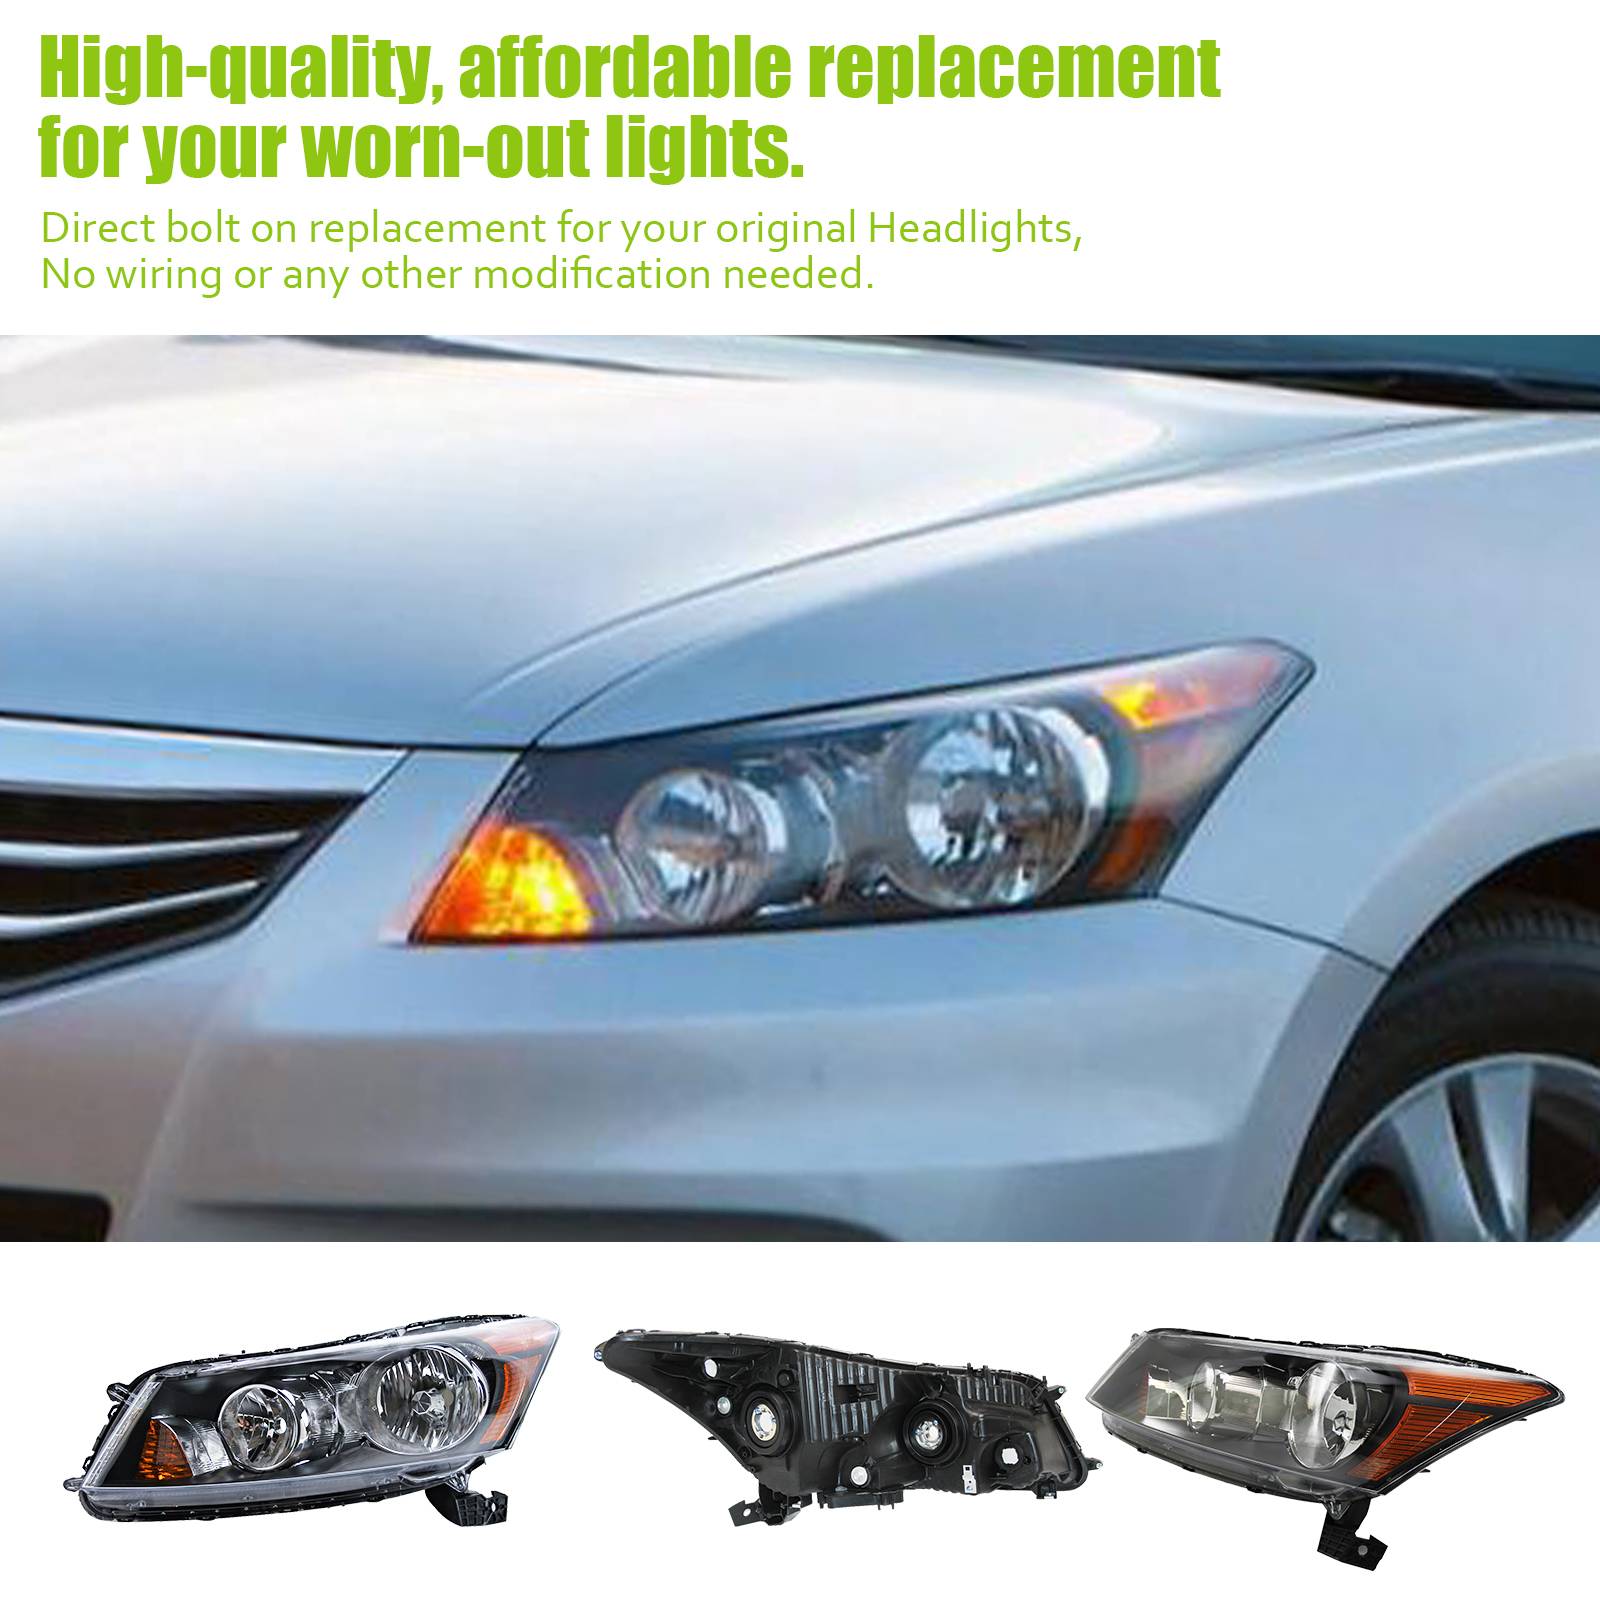 High-quality, affordable replacement
for your worn-out lights.
Direct bolt on replacement for your original Headlights,
No wiring or any other modification needed.